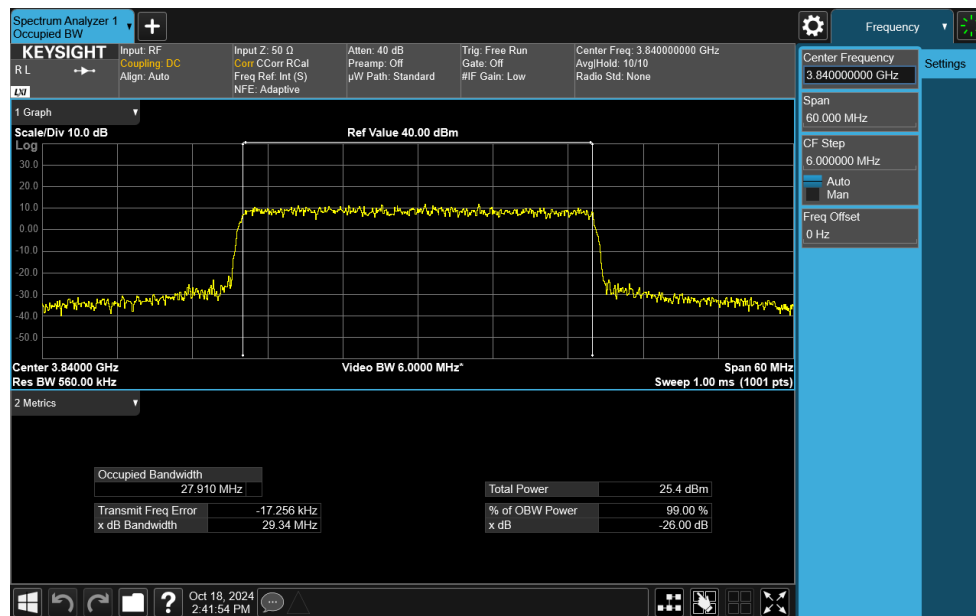 Spectrum Analyzer 1
Occupied BW
Frequency
KEYSIGHT
R L
LXI
Input: RF
Coupling: DC
Align: Auto
Input Z: 50 Ω
Corr CCorr RCal
Freq Ref: Int (S)
NFE: Adaptive
Atten: 40 dB
Preamp: Off
µW Path: Standard
Trig: Free Run
Gate: Off
#IF Gain: Low
Center Freq: 3.840000000 GHz
Avg|Hold: 10/10
Radio Std: None
Center Frequency
3.840000000 GHz
Settings
Span
60.000 MHz
CF Step
6.000000 MHz
Auto
Man
Freq Offset
0 Hz
1 Graph
Scale/Div 10.0 dB
Ref Value 40.00 dBm
Log
30.0
20.0
10.0
0.00
-10.0
-20.0
-30.0
-40.0
-50.0
Center 3.84000 GHz
Video BW 6.0000 MHz*
Span 60 MHz
Res BW 560.00 kHz
Sweep 1.00 ms (1001 pts)
2 Metrics
Occupied Bandwidth
27.910 MHz
Total Power 25.4 dBm
Transmit Freq Error -17.256 kHz
% of OBW Power 99.00 %
x dB Bandwidth 29.34 MHz
x dB -26.00 dB
?
Oct 18, 2024
2:41:54 PM